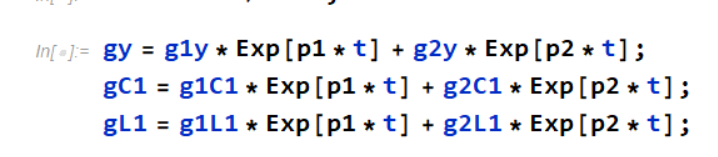 In[ ]:= gy = g1y * Exp[p1 * t] + g2y * Exp[p2 * t];
gC1 = g1C1 * Exp[p1 * t] + g2C1 * Exp[p2 * t];
gL1 = g1L1 * Exp[p1 * t] + g2L1 * Exp[p2 * t];